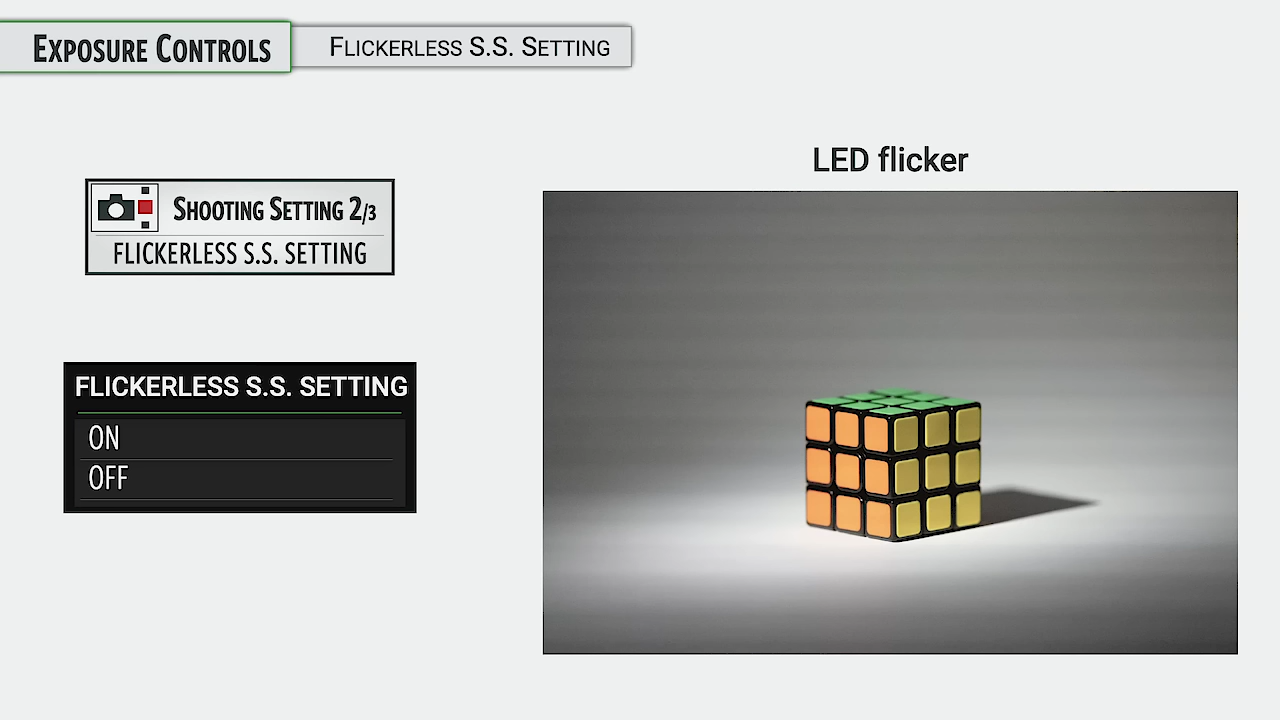 EXPOSURE CONTROLS
FLICKERLESS S.S. SETTING
LED flicker
SHOOTING SETTING 2/3
FLICKERLESS S.S. SETTING
FLICKERLESS S.S. SETTING
ON
OFF